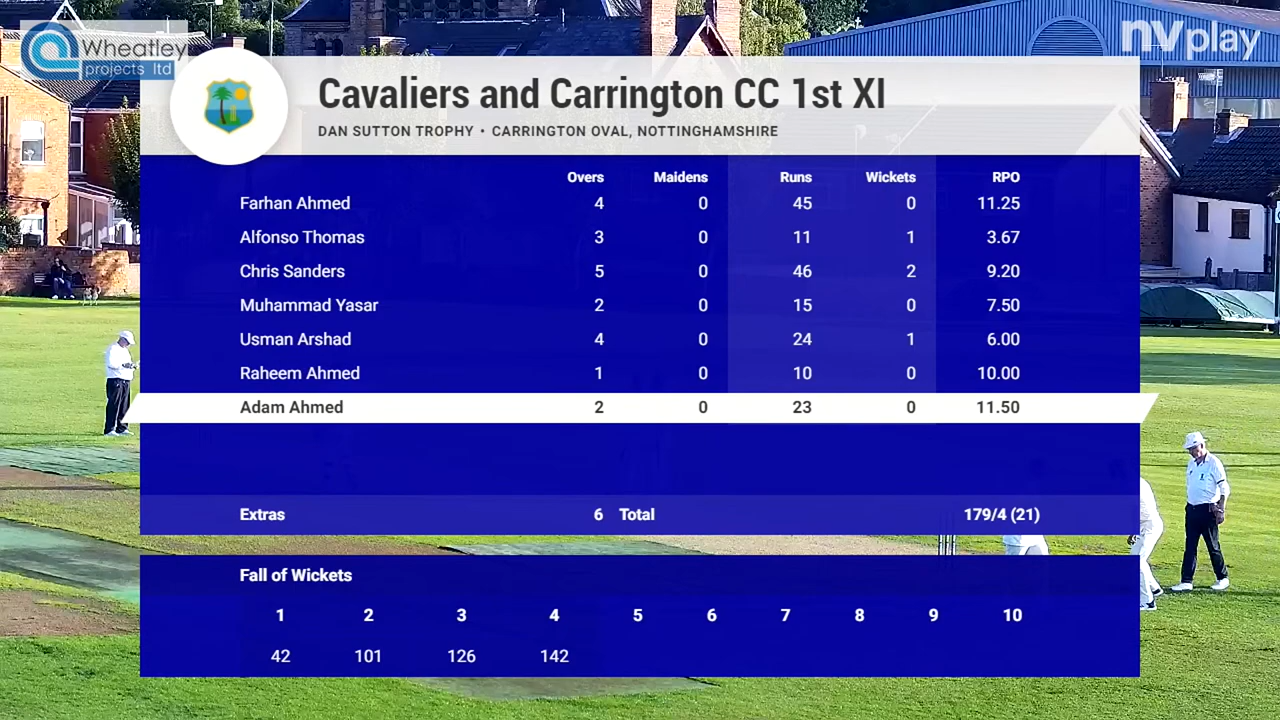 Wheatley
projects ltd
nvplay
Cavaliers and Carrington CC 1st XI
DAN SUTTON TROPHY • CARRINGTON OVAL, NOTTINGHAMSHIRE
Overs Maidens Runs Wickets RPO
Farhan Ahmed 4 0 45 0 11.25
Alfonso Thomas 3 0 11 1 3.67
Chris Sanders 5 0 46 2 9.20
Muhammad Yasar 2 0 15 0 7.50
Usman Arshad 4 0 24 1 6.00
Raheem Ahmed 1 0 10 0 10.00
Adam Ahmed 2 0 23 0 11.50
Extras 6 Total 179/4 (21)
Fall of Wickets
1 2 3 4 5 6 7 8 9 10
42 101 126 142